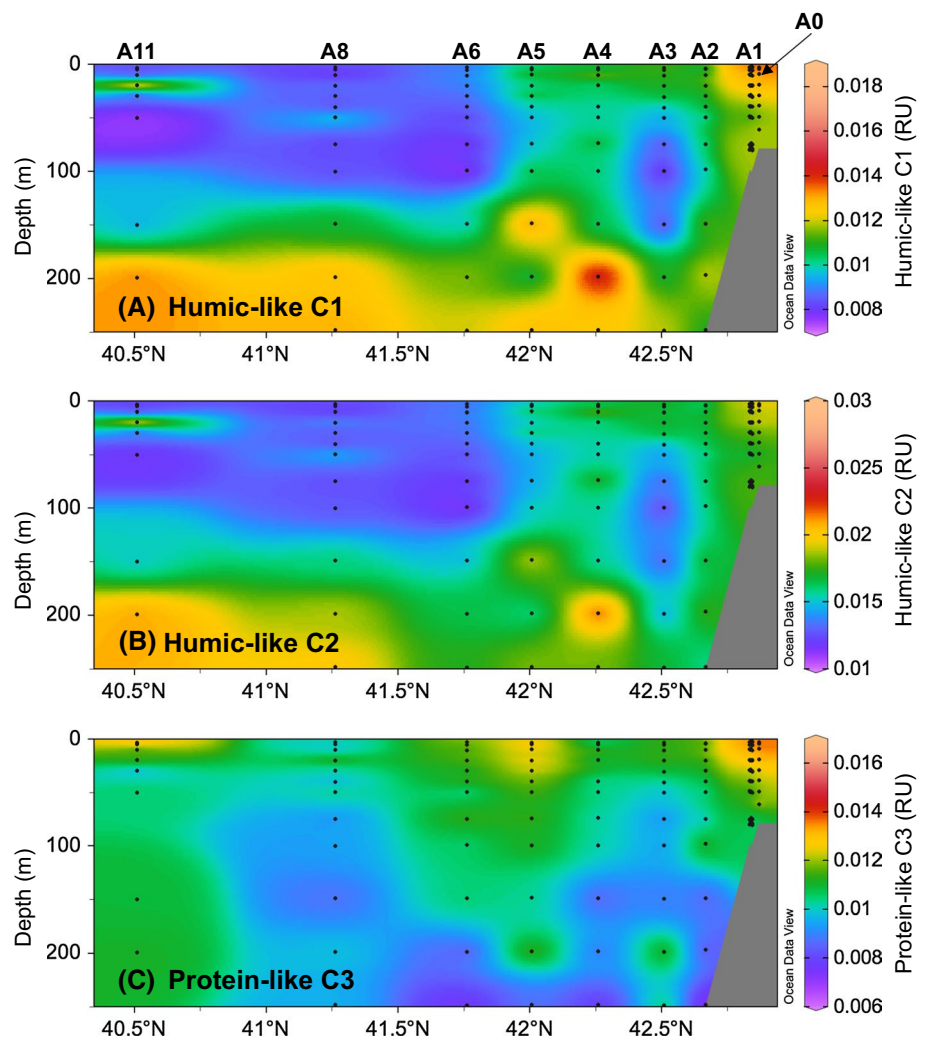 A0
A11 A8 A6 A5 A4 A3 A2 A1
0
100
200
Depth (m)
(A) Humic-like C1
Ocean Data View
40.5°N 41°N 41.5°N 42°N 42.5°N
0.018
0.016
0.014
0.012
0.01
0.008
Humic-like C1 (RU)
0
100
200
Depth (m)
(B) Humic-like C2
Ocean Data View
40.5°N 41°N 41.5°N 42°N 42.5°N
0.03
0.025
0.02
0.015
0.01
Humic-like C2 (RU)
0
100
200
Depth (m)
(C) Protein-like C3
Ocean Data View
40.5°N 41°N 41.5°N 42°N 42.5°N
0.016
0.014
0.012
0.01
0.008
0.006
Protein-like C3 (RU)